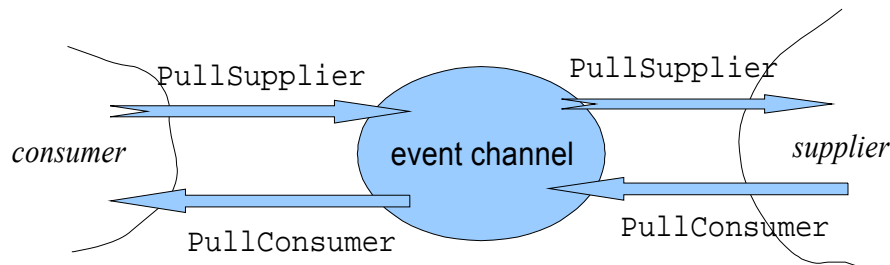 PullSupplier
PullSupplier
consumer
event channel
supplier
PullConsumer
PullConsumer